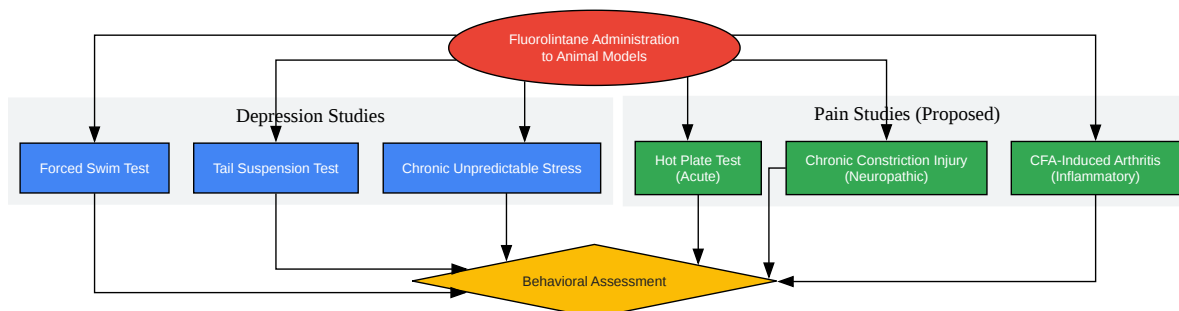 Fluorolintane Administration
to Animal Models
Depression Studies
Pain Studies (Proposed)
Forced Swim Test
Tail Suspension Test
Chronic Unpredictable Stress
Hot Plate Test
(Acute)
Chronic Constriction Injury
(Neuropathic)
CFA-Induced Arthritis
(Inflammatory)
Behavioral Assessment